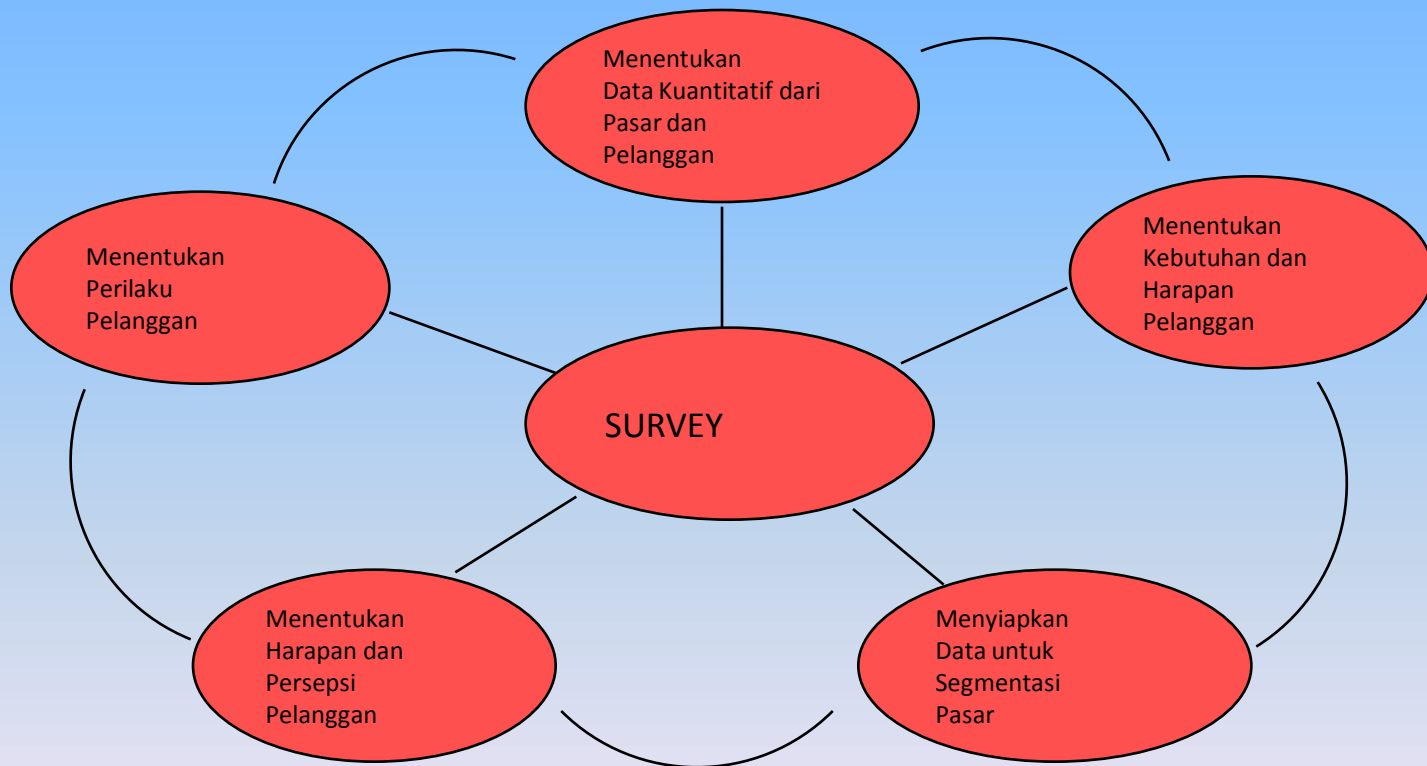 Menentukan
Data Kuantitatif dari
Pasar dan
Pelanggan
Menentukan
Kebutuhan dan
Harapan
Pelanggan
Menentukan
Perilaku
Pelanggan
SURVEY
Menentukan
Harapan dan
Persepsi
Pelanggan
Menyiapkan
Data untuk
Segmentasi
Pasar